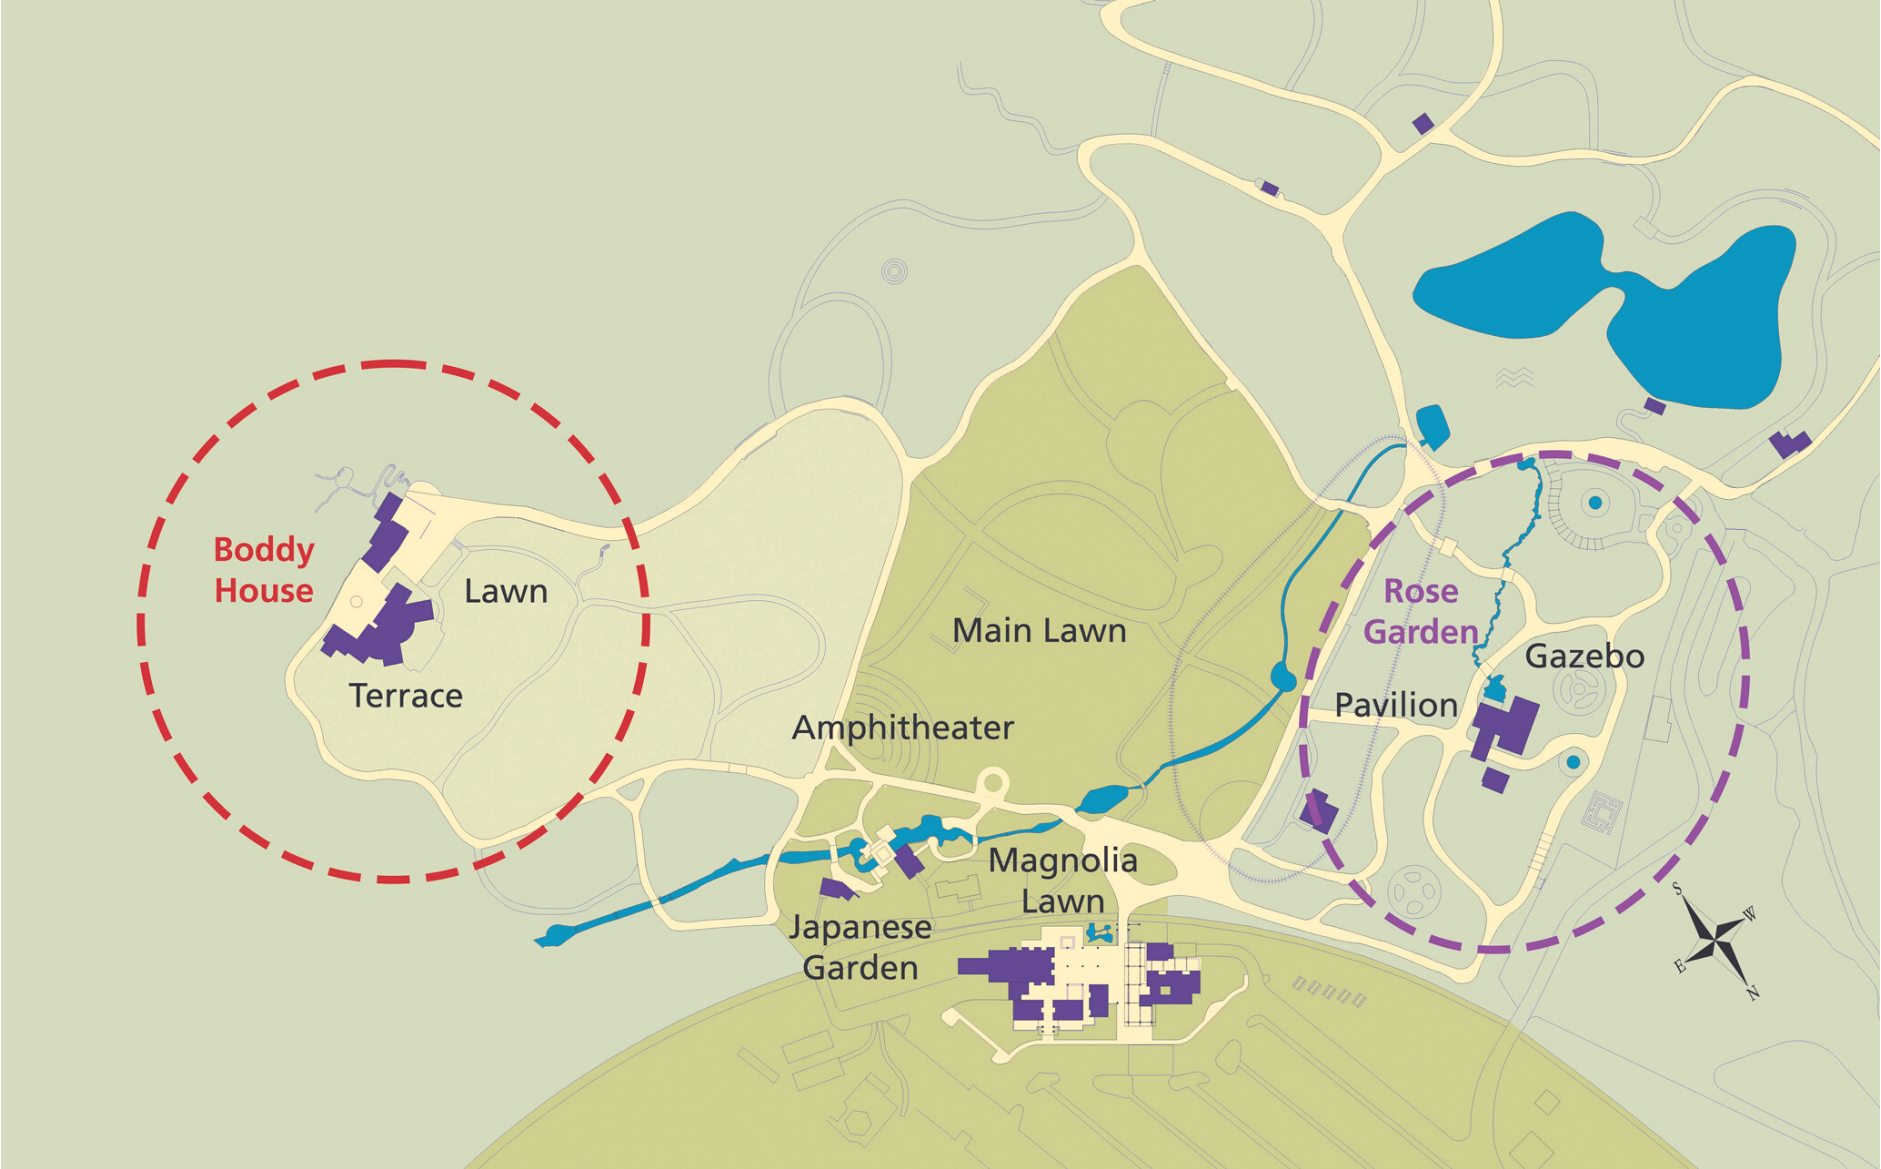 Boddy
House
Lawn
Terrace
Main Lawn
Amphitheater
Rose
Garden
Gazebo
Pavilion
Magnolia
Lawn
Japanese
Garden
S
W
E
N